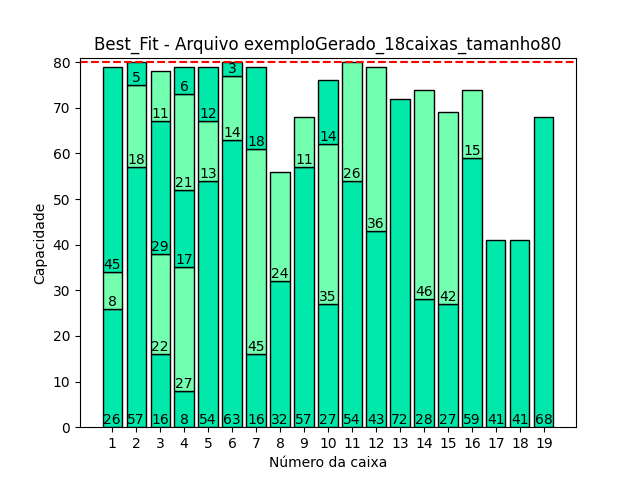 Best_Fit - Arquivo exemploGerado_18caixas_tamanho80
80
70
60
50
40
30
20
10
0
Capacidade
5 6 3
11 12 14 18 14
18 21 13 11 26 15
45 29 17 24 36
8 22 27 45 35 46 42
26 57 16 8 54 63 16 32 57 27 54 43 72 28 27 59 41 41 68
1 2 3 4 5 6 7 8 9 10 11 12 13 14 15 16 17 18 19
Número da caixa